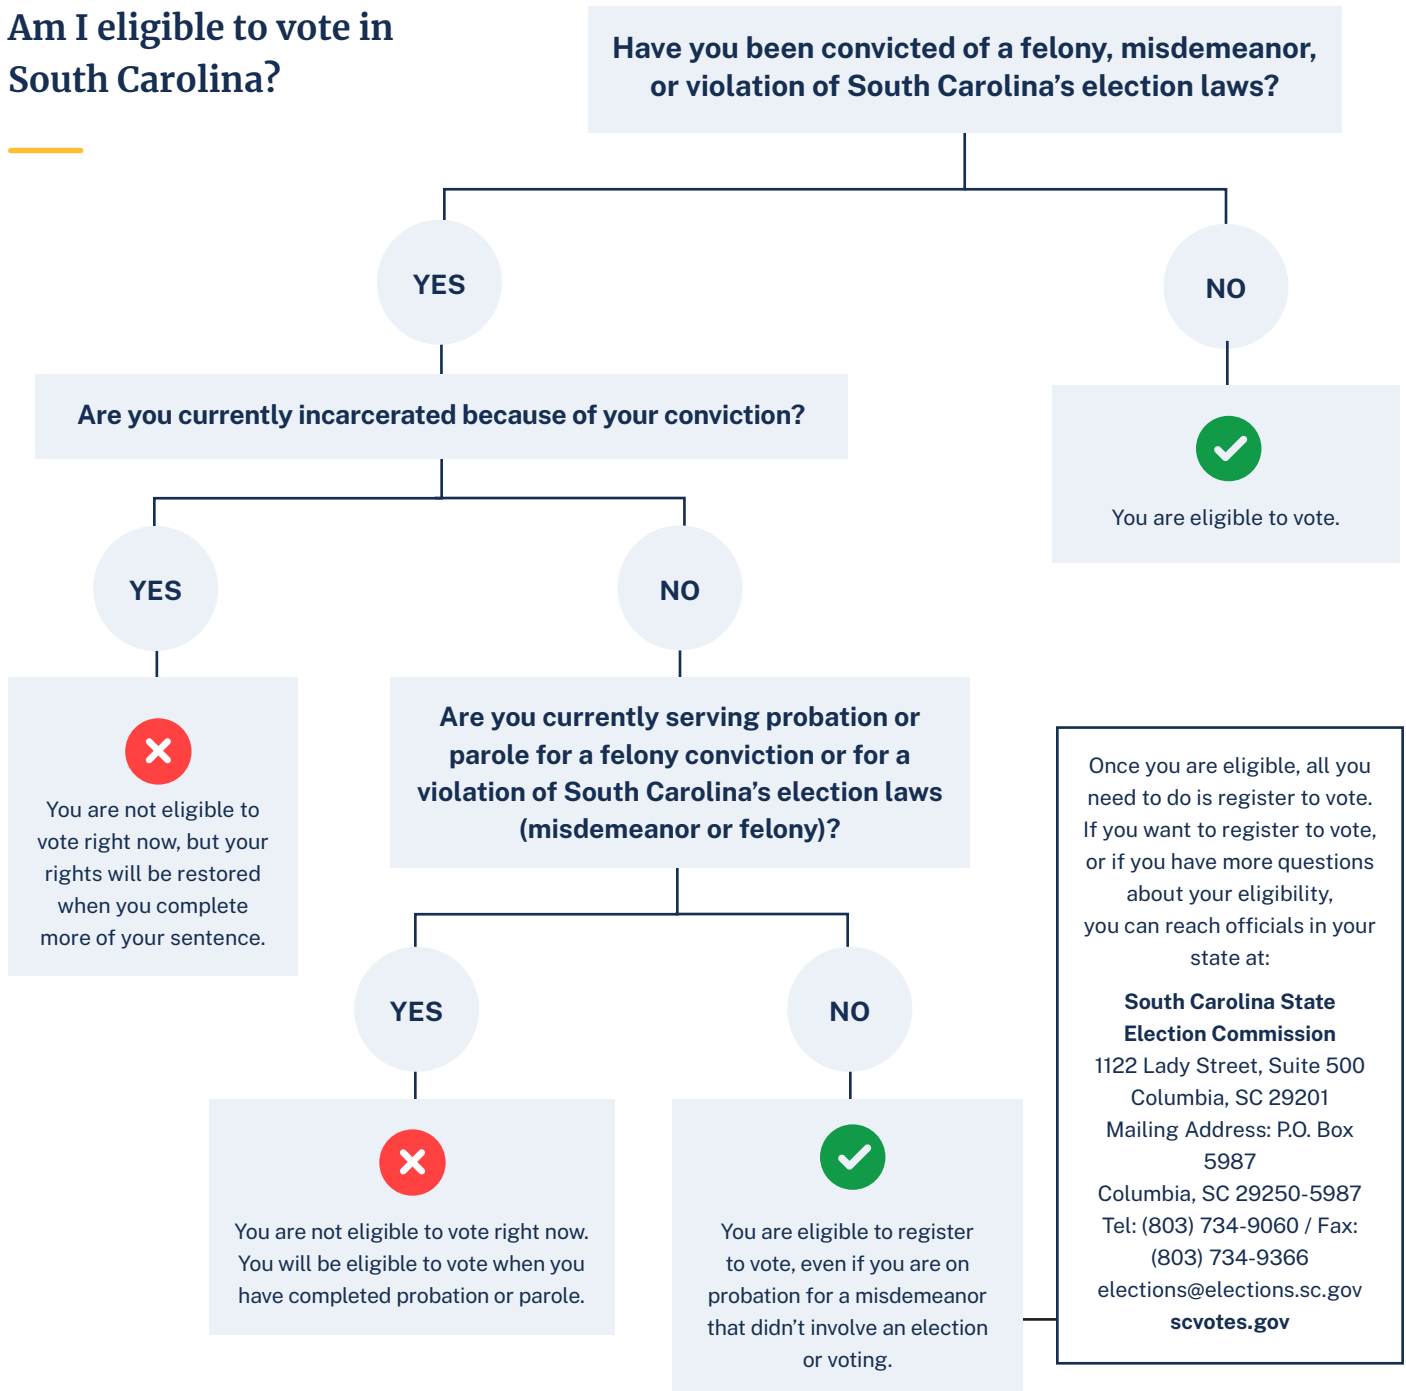 Am I eligible to vote in
South Carolina?
Have you been convicted of a felony, misdemeanor,
or violation of South Carolina’s election laws?
YES
NO
Are you currently incarcerated because of your conviction?
You are eligible to vote.
YES
NO
You are not eligible to
vote right now, but your
rights will be restored
when you complete
more of your sentence.
Are you currently serving probation or
parole for a felony conviction or for a
violation of South Carolina’s election laws
(misdemeanor or felony)?
YES
NO
You are not eligible to vote right now.
You will be eligible to vote when you
have completed probation or parole.
You are eligible to register
to vote, even if you are on
probation for a misdemeanor
that didn’t involve an election
or voting.
Once you are eligible, all you
need to do is register to vote.
If you want to register to vote,
or if you have more questions
about your eligibility,
you can reach officials in your
state at:
South Carolina State
Election Commission
1122 Lady Street, Suite 500
Columbia, SC 29201
Mailing Address: P.O. Box
5987
Columbia, SC 29250-5987
Tel: (803) 734-9060 / Fax:
(803) 734-9366
elections@elections.sc.gov
scvotes.gov